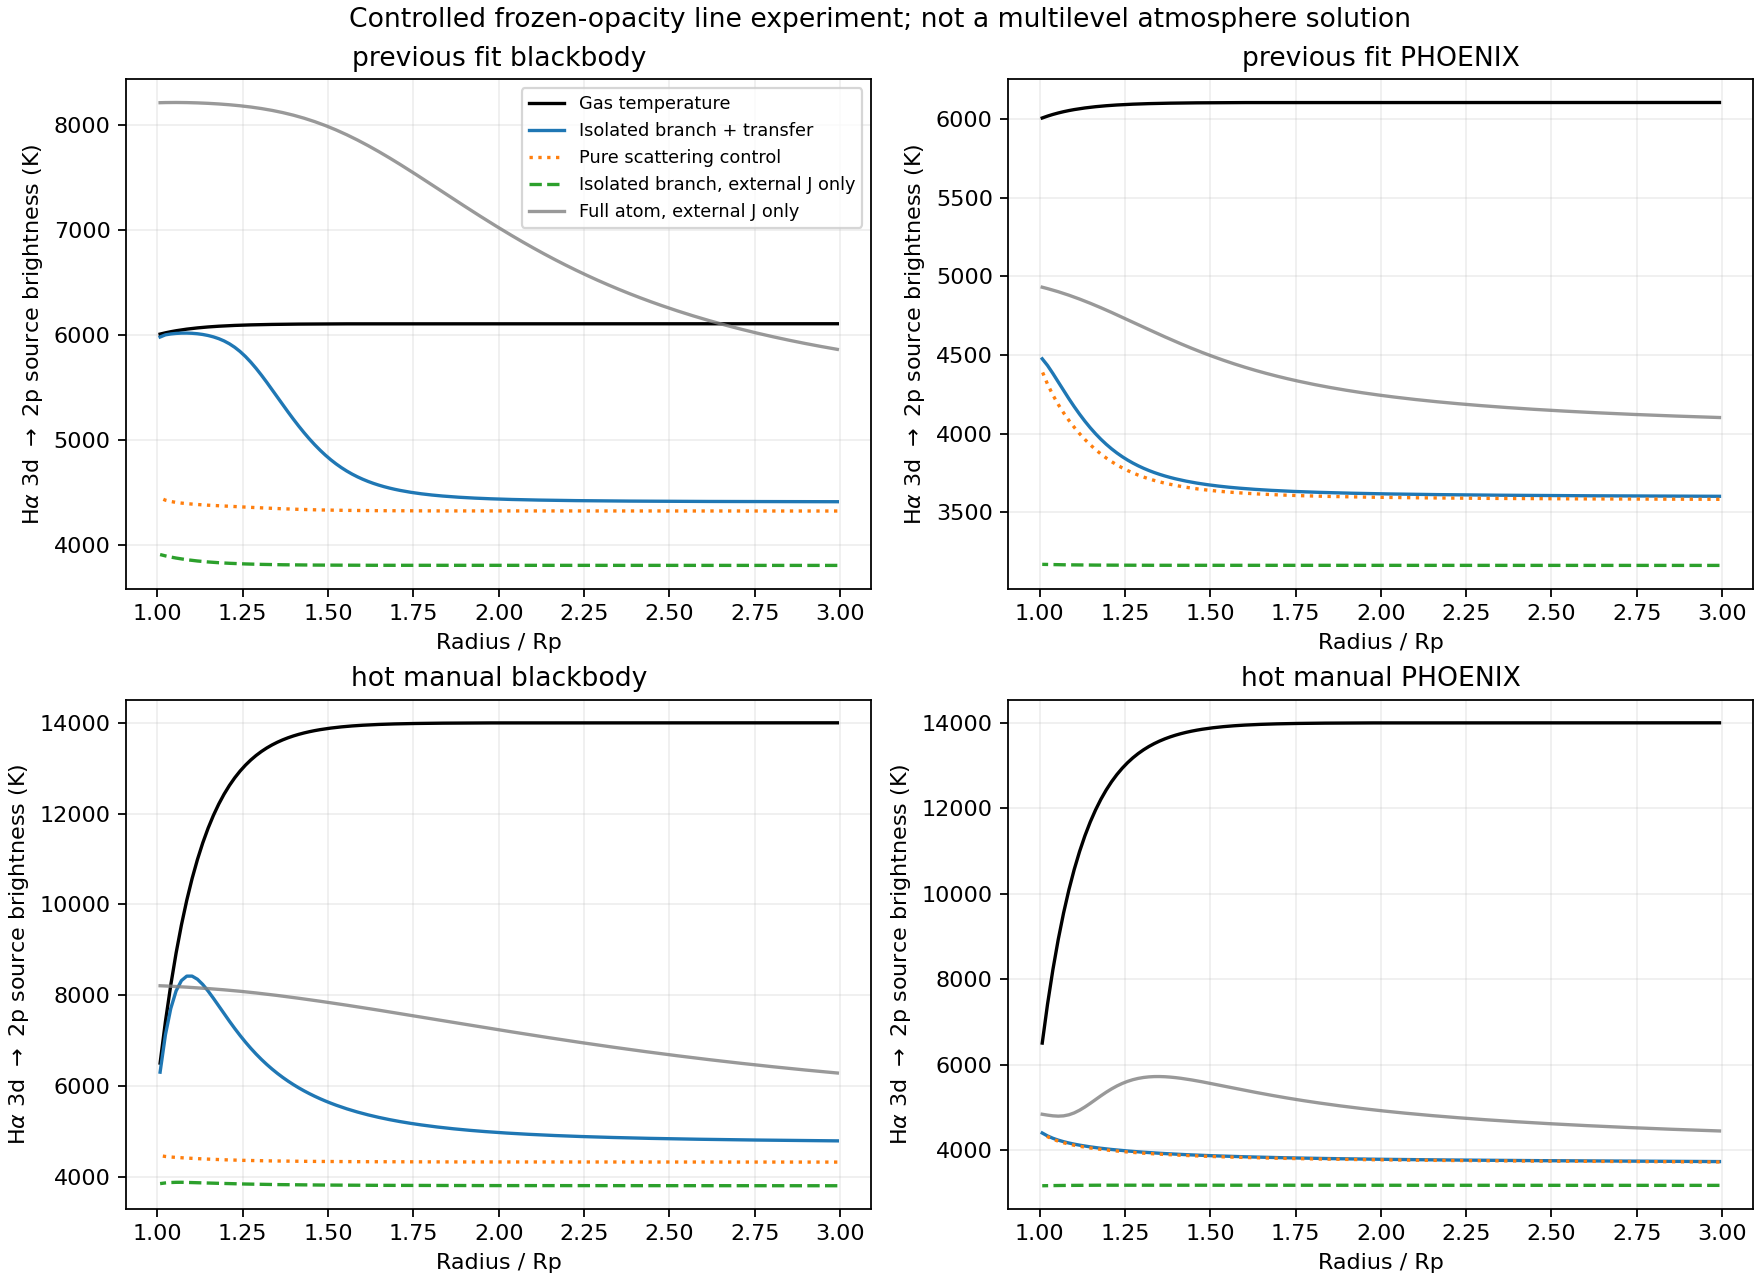 Controlled frozen-opacity line experiment; not a multilevel atmosphere solution
previous fit blackbody
Hα 3d → 2p source brightness (K)
8000
7000
6000
5000
4000
Gas temperature
Isolated branch + transfer
Pure scattering control
Isolated branch, external J only
Full atom, external J only
1.00 1.25 1.50 1.75 2.00 2.25 2.50 2.75 3.00
Radius / Rp
previous fit PHOENIX
Hα 3d → 2p source brightness (K)
6000
5500
5000
4500
4000
3500
1.00 1.25 1.50 1.75 2.00 2.25 2.50 2.75 3.00
Radius / Rp
hot manual blackbody
Hα 3d → 2p source brightness (K)
14000
12000
10000
8000
6000
4000
1.00 1.25 1.50 1.75 2.00 2.25 2.50 2.75 3.00
Radius / Rp
hot manual PHOENIX
Hα 3d → 2p source brightness (K)
14000
12000
10000
8000
6000
4000
1.00 1.25 1.50 1.75 2.00 2.25 2.50 2.75 3.00
Radius / Rp